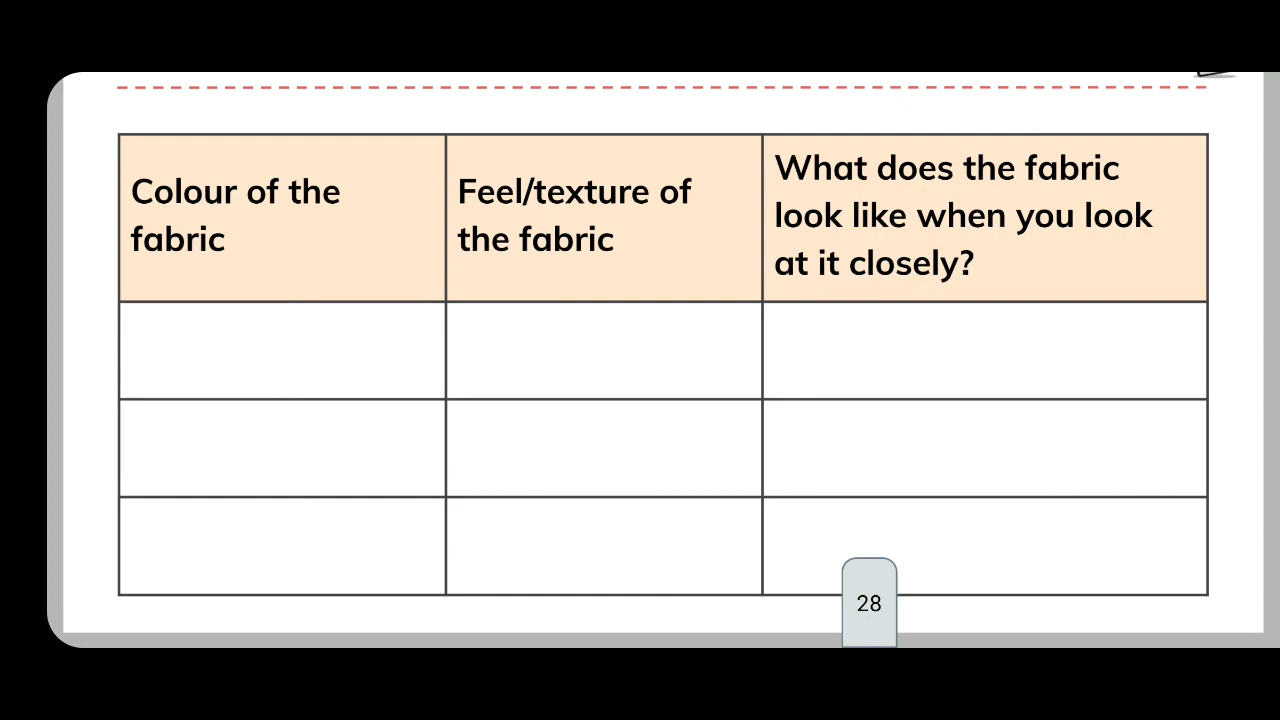 Colour of the
fabric
Feel/texture of
the fabric
What does the fabric
look like when you look
at it closely?
28